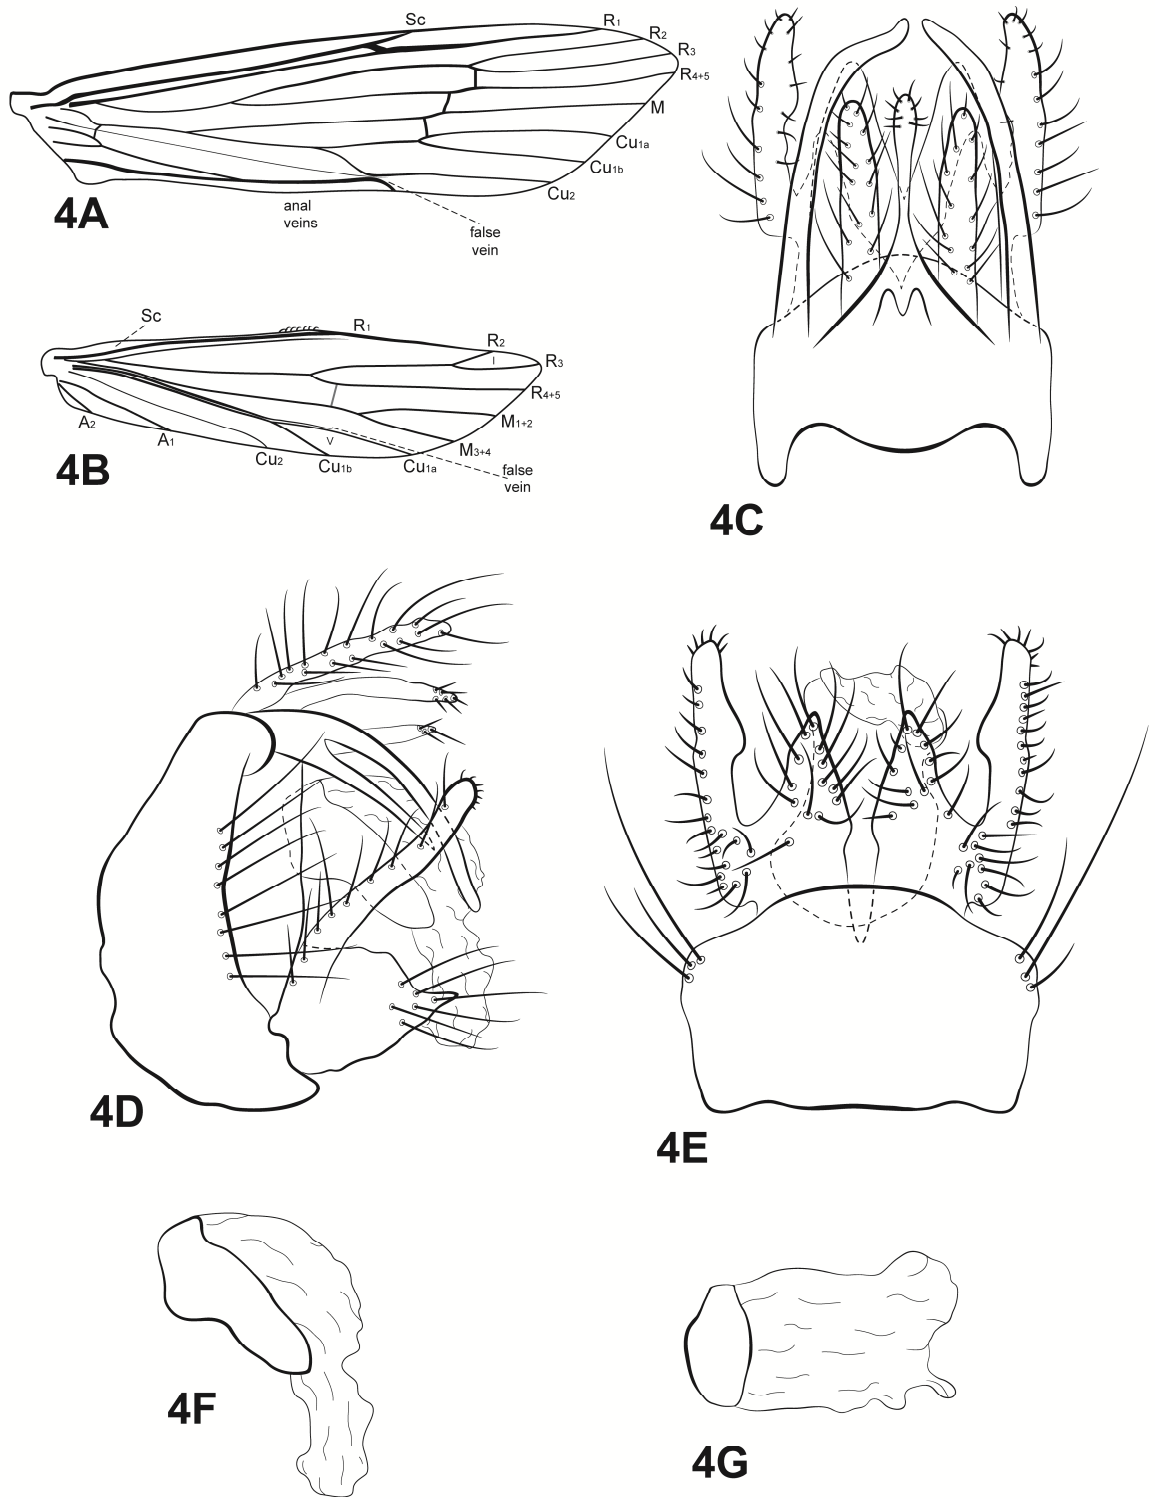 Sc
R1
R2
R3
R4+5
M
Cu1a
Cu1b
Cu2
anal
veins
false
vein
4A
Sc
R1
R2
I
R3
R4+5
M1+2
M3+4
Cu1a
V
Cu1b
Cu2
A1
A2
false
vein
4B
4C
4D
4E
4F
4G